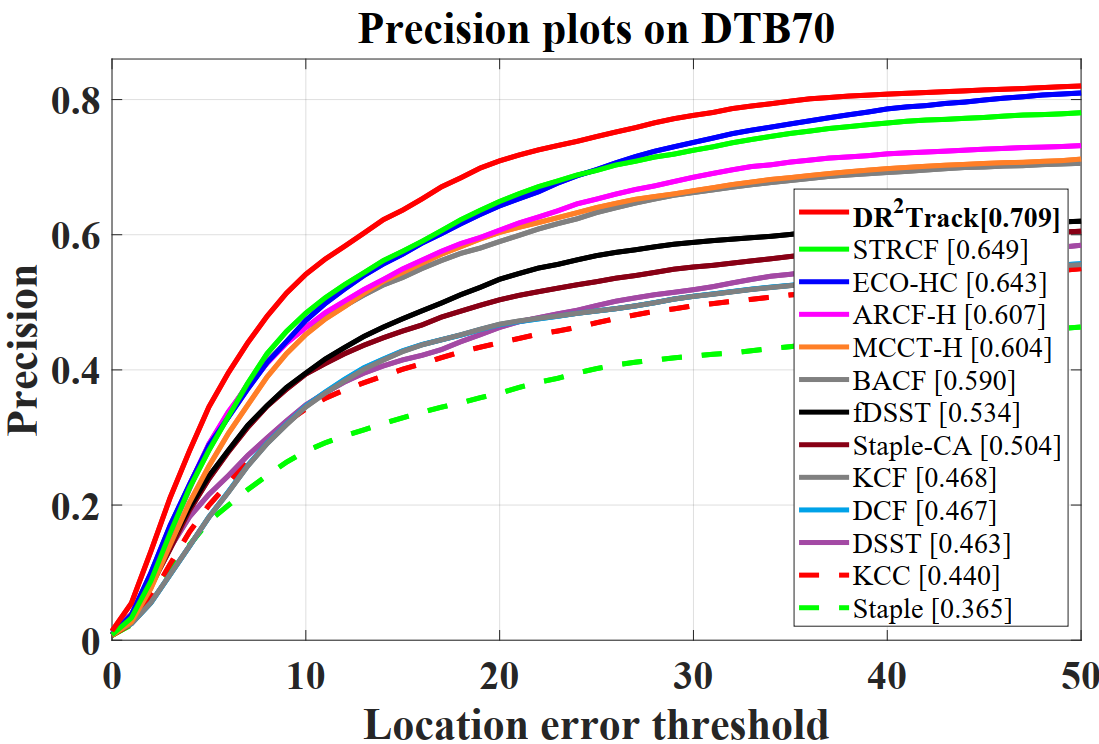 Precision plots on DTB70
Precision
0.8
0.6
0.4
0.2
0
0 10 20 30 40 50
Location error threshold
DR²Track[0.709]
STRCF [0.649]
ECO-HC [0.643]
ARCF-H [0.607]
MCCT-H [0.604]
BACF [0.590]
fDSST [0.534]
Staple-CA [0.504]
KCF [0.468]
DCF [0.467]
DSST [0.463]
KCC [0.440]
Staple [0.365]